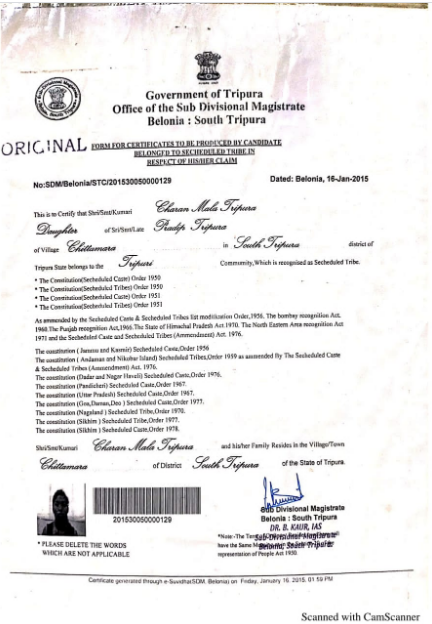 Government of Tripura
Office of the Sub Divisional Magistrate
Belonia : South Tripura
ORIGINAL
FORM FOR CERTIFICATES TO BE PRODUCED BY CANDIDATE
BELONGED TO SECHEDULED TRIBE IN
RESPECT OF HIS/HER CLAIM
No:SDM/Belonia/STC/201530500000129
Dated: Belonia, 16-Jan-2015
This is to Certify that Shri/Smt/Kumari Charan Mala Tripura
Daughter of Sri/Smt/Late Pradip Tripura
of Village Chittamara in South Tripura district of
Tripura State belongs to the Tripuri Community,Which is recognised as Secheduled Tribe.
* The Constitution(Secheduled Caste) Order 1950
* The Constitution(Secheduled Tribes) Order 1950
* The Constitution(Secheduled Caste) Order 1951
* The Constitution(Secheduled Tribes) Order 1951
As ammended by the Secheduled Caste & Secheduled Tribes list modification Order,1956. The bombay recognition Act.
1960.The Punjab recognition Act,1966.The State of Himachal Pradesh Act 1970. The North Eastern Area recognition Act
1971 and the Secheduled Caste and Secheduled Tribes (Ammendment) Act. 1976.
The constitution ( Jammu and Kasmir) Secheduled Caste,Order 1956
The constitution ( Andaman and Nikobar Island) Secheduled Tribes,Order 1959 as ammended By The Secheduled Caste
& Secheduled Tribes (Ammendment) Act. 1976.
The constitution (Dadar and Nagar Haveli) Secheduled Caste,Order 1976.
The constitution (Pandicheri) Secheduled Caste,Order 1967.
The constitution (Uttar Pradesh) Secheduled Caste,Order 1967.
The constitution (Goa,Daman,Deo ) Secheduled Caste,Order 1977.
The constitution (Nagaland ) Secheduled Tribe,Order 1970.
The constitution (Sikhim ) Secheduled Tribe,Order 1977.
The constitution (Sikhim ) Secheduled Caste,Order 1978.
Shri/Smt/Kumari Charan Mala Tripura and his/her Family Resides in the Village/Town
Chittamara of District South Tripura of the State of Tripura.
201530500000129
Sub Divisional Magistrate
Belonia : South Tripura
DR. B. KAUR, IAS
Sub-Divisional Magistrate
Belonia, South Tripura
*Note:-The
have the Same
representation of People Act 1950.
* PLEASE DELETE THE WORDS
WHICH ARE NOT APPLICABLE
Certificate generated through e-Suvidha(SDM, Belonia) on Friday, January 16, 2015, 01:59 PM
Scanned with CamScanner